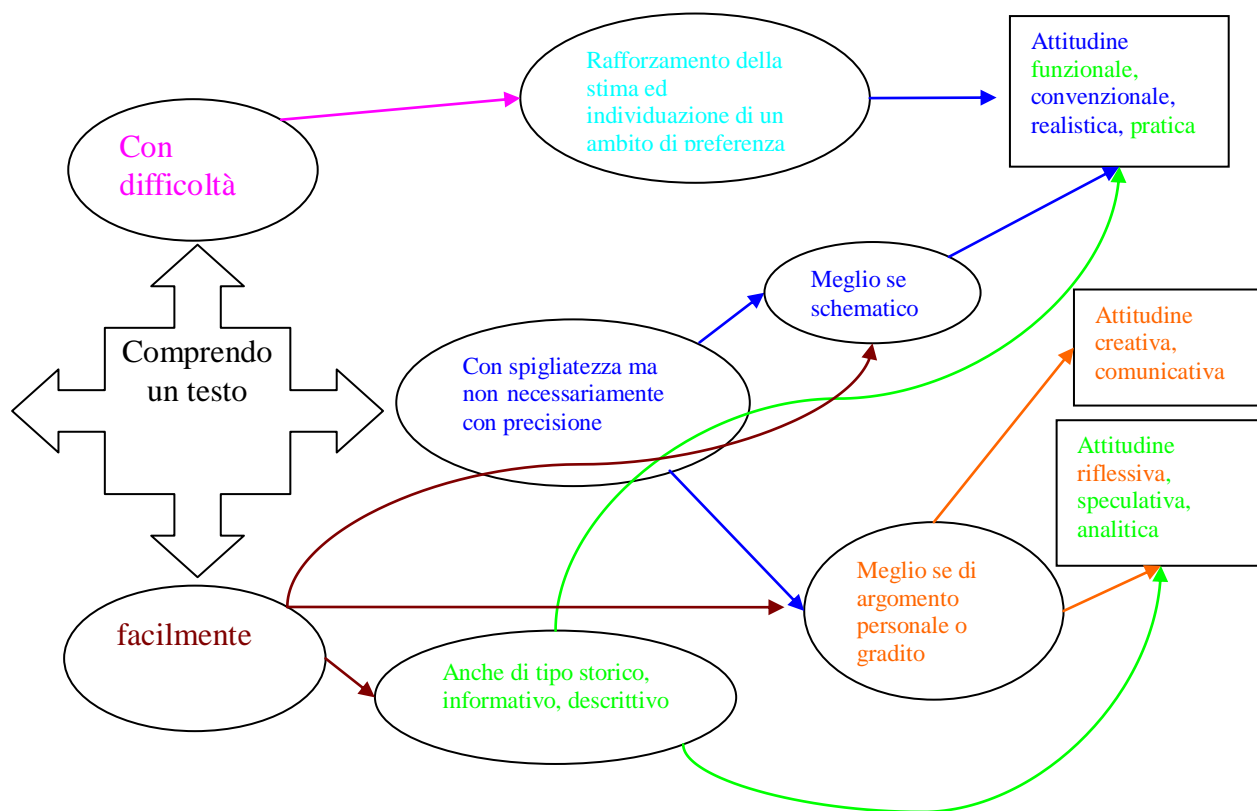 Rafforzamento della
stima ed
individuazione di un
ambito di preferenza
Attitudine
funzionale,
convenzionale,
realistica, pratica
Con
difficoltà
Meglio se
schematico
Comprendo
un testo
Con spigliatezza ma
non necessariamente
con precisione
Attitudine
creativa,
comunicativa
Attitudine
riflessiva,
speculativa,
analitica
facilmente
Meglio se di
argomento
personale o
gradito
Anche di tipo storico,
informativo, descrittivo